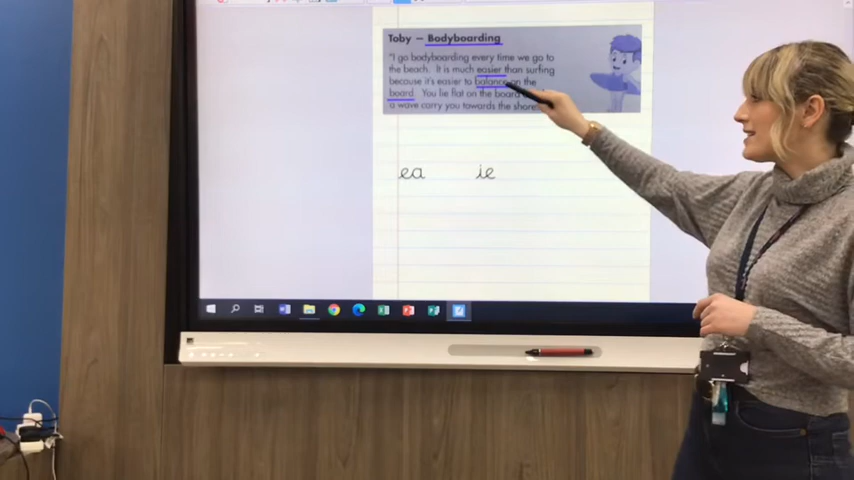 Toby – Bodyboarding
"I go bodyboarding every time we go to
the beach. It is much easier than surfing
because it's easier to balance on the
board. You lie flat on the board
a wave carry you towards the shore
ea ie